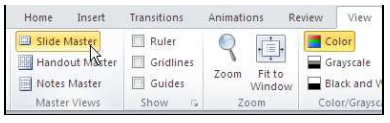 Home Insert Transitions Animations Review View
Slide Master Ruler Color
Handout Master Gridlines Zoom Fit to Window Grayscale
Notes Master Guides Black and W
Master Views Show Zoom Color/Graysc